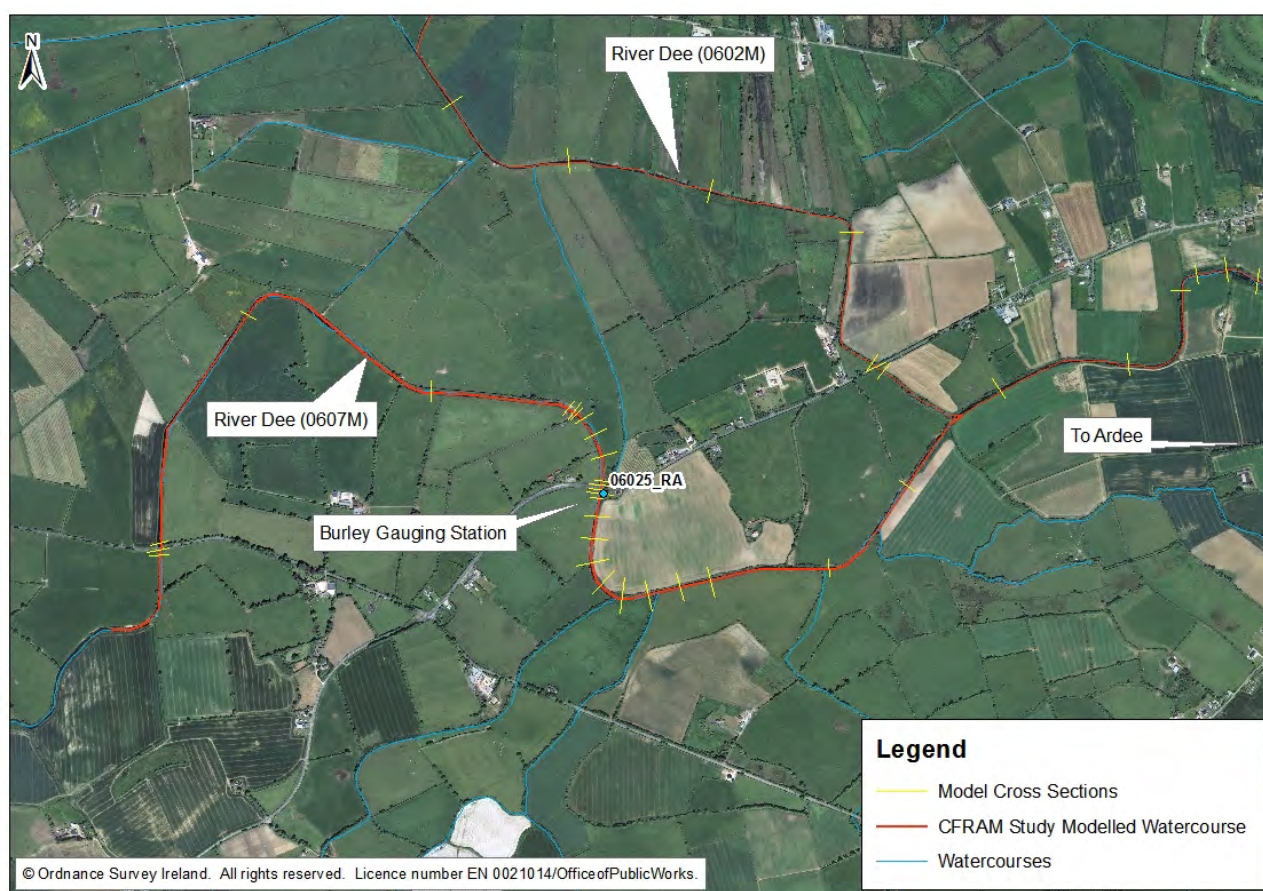 N
River Dee (0602M)
River Dee (0607M)
To Ardee
06025_RA
Burley Gauging Station
Legend
Model Cross Sections
CFRAM Study Modelled Watercourse
Watercourses
© Ordnance Survey Ireland. All rights reserved. Licence number EN 0021014/OfficeofPublicWorks.